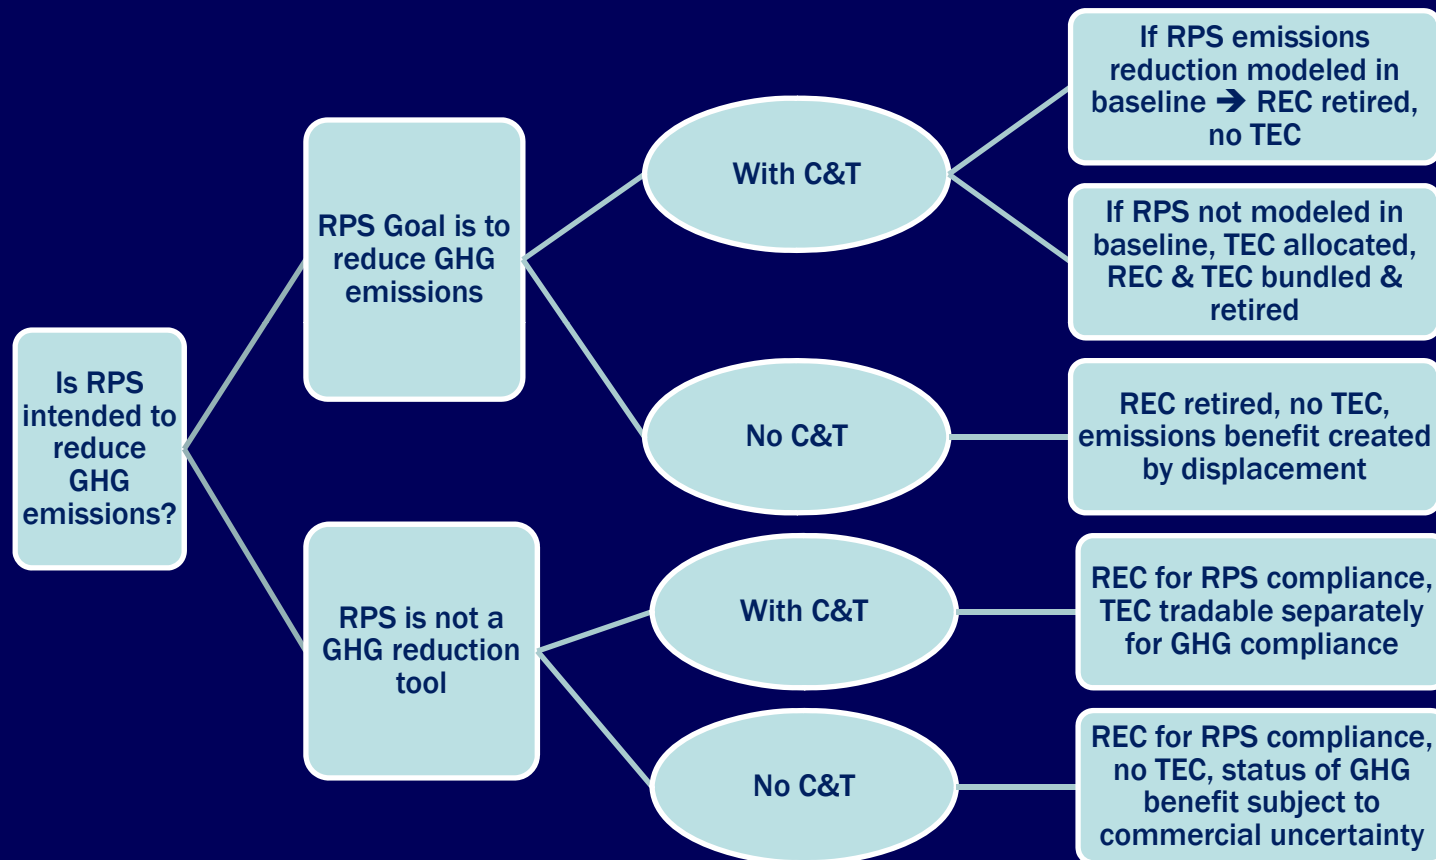 Is RPS
intended to
reduce
GHG
emissions?
RPS Goal is to
reduce GHG
emissions
With C&T
If RPS emissions
reduction modeled in
baseline ➔ REC retired,
no TEC
If RPS not modeled in
baseline, TEC allocated,
REC & TEC bundled &
retired
No C&T
REC retired, no TEC,
emissions benefit created
by displacement
RPS is not a
GHG reduction
tool
With C&T
REC for RPS compliance,
TEC tradable separately
for GHG compliance
No C&T
REC for RPS compliance,
no TEC, status of GHG
benefit subject to
commercial uncertainty